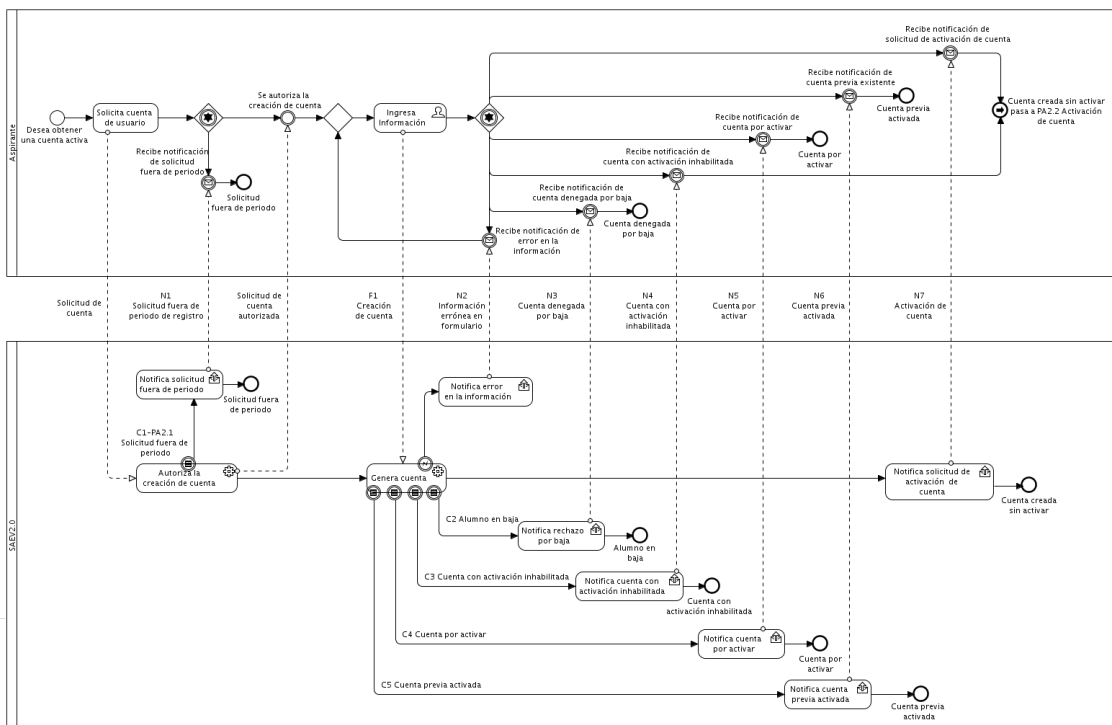 Aspirante
Desea obtener
una cuenta activa
Solicita cuenta
de usuario
Recibe notificación
de solicitud
fuera de periodo
Solicitud
fuera de periodo
Se autoriza la
creación de cuenta
Ingresa
Información
Recibe notificación de
solicitud de activación de cuenta
Recibe notificación de
cuenta previa existente
Cuenta previa
activada
Cuenta creada sin activar
pasa a PA2.2 Activación
de cuenta
Recibe notificación de
cuenta por activar
Cuenta por
activar
Recibe notificación de
cuenta con activación inhabilitada
Recibe notificación de
cuenta denegada por baja
Cuenta denegada
por baja
Recibe notificación de
error en la
información
Solicitud de
cuenta
N1
Solicitud fuera de
periodo de registro
Solicitud de
cuenta
autorizada
F1
Creación
de cuenta
N2
Información
errónea en
formulario
N3
Cuenta denegada
por baja
N4
Cuenta con
activación
inhabilitada
N5
Cuenta por
activar
N6
Cuenta previa
activada
N7
Activación de
cuenta
SAEV2.0
Notifica solicitud
fuera de periodo
Solicitud fuera
de periodo
C1-PA2.1
Solicitud fuera de
periodo
Autoriza la
creación de cuenta
Notifica error
en la información
Genera cuenta
Notifica solicitud de
activación de
cuenta
Cuenta creada
sin activar
C2 Alumno en baja
Notifica rechazo
por baja
Alumno en
baja
C3 Cuenta con activación inhabilitada
Notifica cuenta con
activación inhabilitada
Cuenta con
activación inhabilitada
C4 Cuenta por activar
Notifica cuenta
por activar
Cuenta por
activar
C5 Cuenta previa activada
Notifica cuenta
previa activada
Cuenta previa
activada